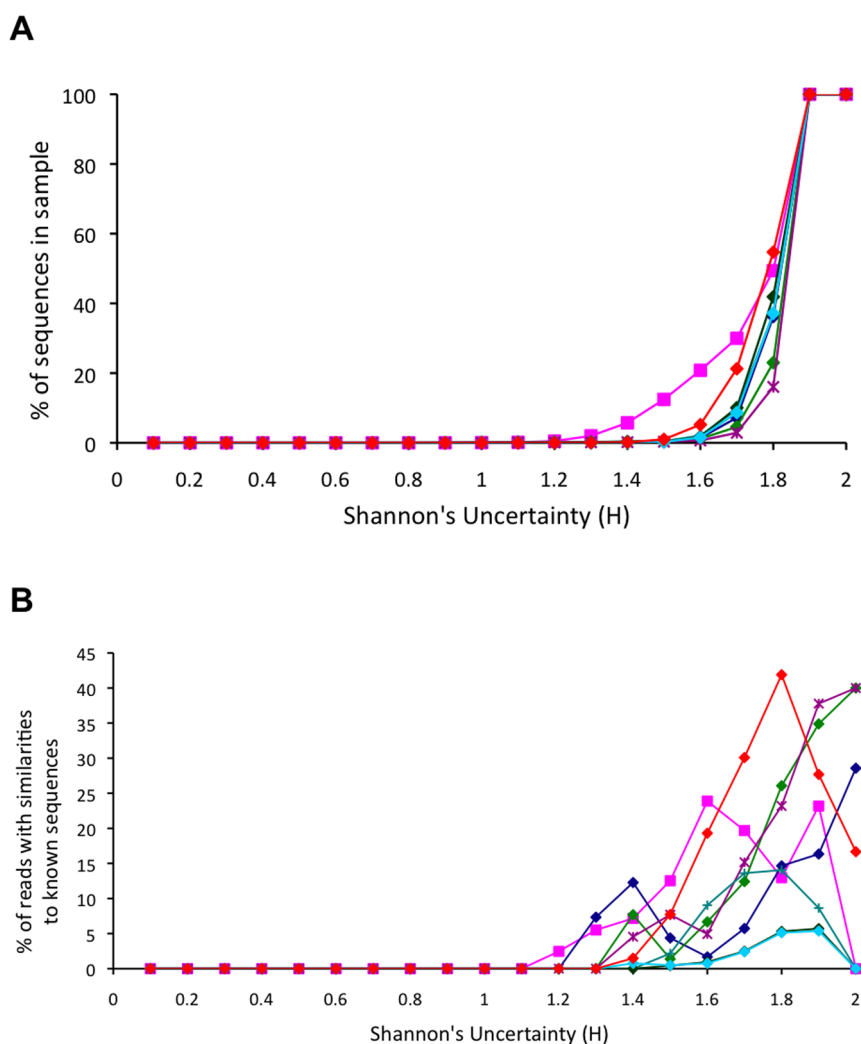 A
100
80
60
40
20
0
% of sequences in sample
0 0.2 0.4 0.6 0.8 1 1.2 1.4 1.6 1.8 2
Shannon's Uncertainty (H)
B
45
40
35
30
25
20
15
10
5
0
% of reads with similarities
to known sequences
0 0.2 0.4 0.6 0.8 1 1.2 1.4 1.6 1.8 2
Shannon's Uncertainty (H)